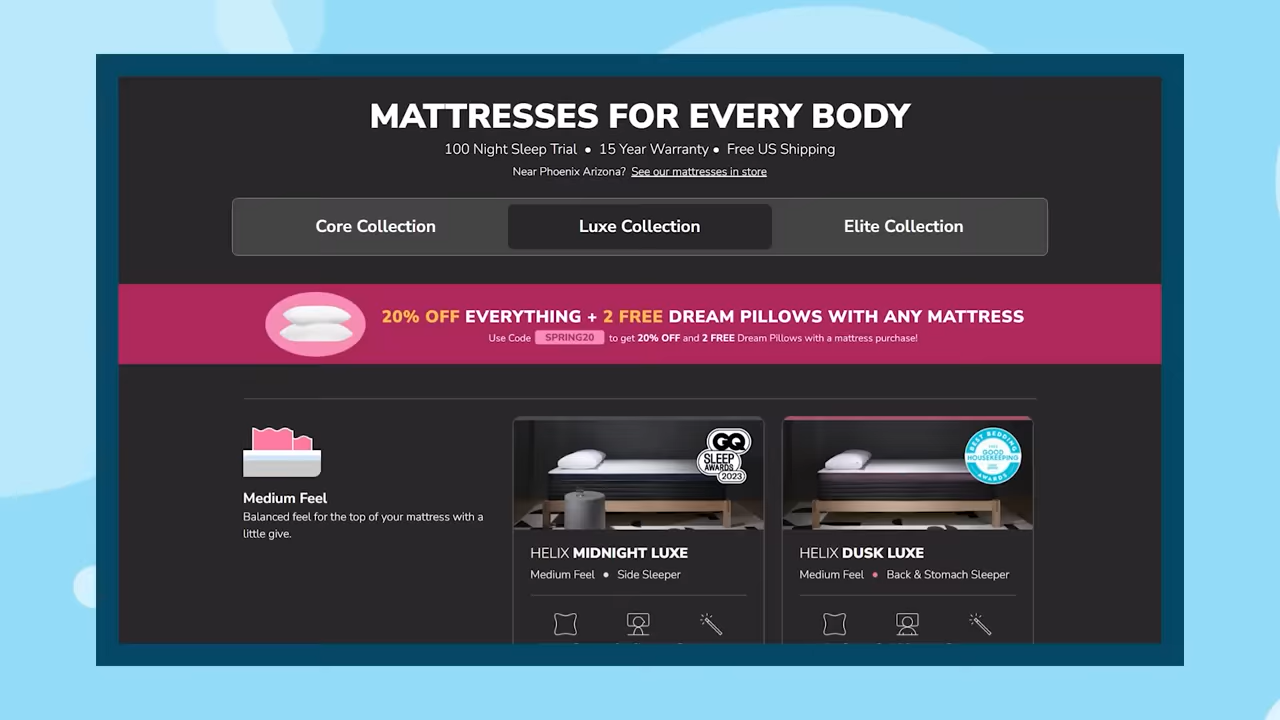 MATTRESSES FOR EVERY BODY
100 Night Sleep Trial • 15 Year Warranty • Free US Shipping
Near Phoenix Arizona? See our mattresses in store
Core Collection
Luxe Collection
Elite Collection
20% OFF EVERYTHING + 2 FREE DREAM PILLOWS WITH ANY MATTRESS
Use Code SPRING20 to get 20% OFF and 2 FREE Dream Pillows with a mattress purchase!
Medium Feel
Balanced feel for the top of your mattress with a
little give.
GQ
SLEEP
AWARDS
2023
HELIX MIDNIGHT LUXE
Medium Feel • Side Sleeper
BEST BEDDING
GOOD
HOUSEKEEPING
AWARDS
HELIX DUSK LUXE
Medium Feel • Back & Stomach Sleeper